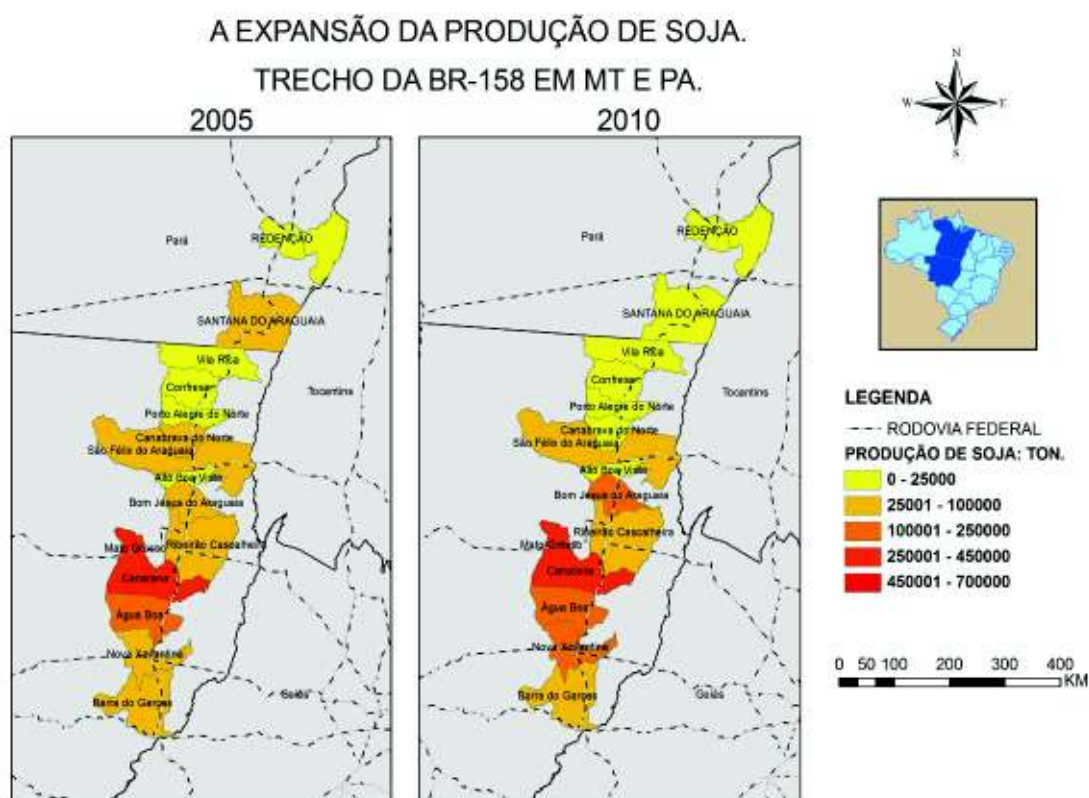 A EXPANSÃO DA PRODUÇÃO DE SOJA.
TRECHO DA BR-158 EM MT E PA.
2005
Pará
REDENÇÃO
SANTANA DO ARAGUAIA
Vila Rica
Confresa
Porto Alegre do Norte
Tocantins
Canabrava do Norte
São Félix do Araguaia
Alto Boa Vista
Bom Jesus do Araguaia
Mato Grosso
Ribeirão Cascalheira
Canarana
Água Boa
Nova Xavantina
Goiás
Barra do Garças
2010
Pará
REDENÇÃO
SANTANA DO ARAGUAIA
Vila Rica
Confresa
Porto Alegre do Norte
Tocantins
Canabrava do Norte
São Félix do Araguaia
Alto Boa Vista
Bom Jesus do Araguaia
Mato Grosso
Ribeirão Cascalheira
Canarana
Água Boa
Nova Xavantina
Goiás
Barra do Garças
N
W E
S
LEGENDA
RODOVIA FEDERAL
PRODUÇÃO DE SOJA: TON.
0 - 25000
25001 - 100000
100001 - 250000
250001 - 450000
450001 - 700000
0 50 100 200 300 400
KM